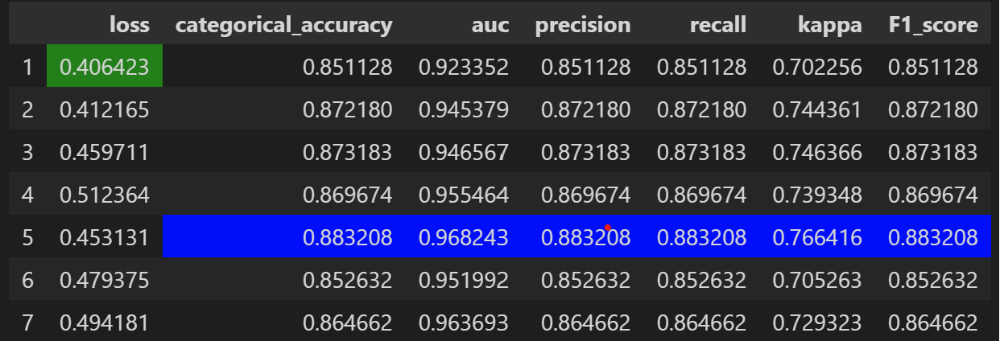 loss categorical_accuracy auc precision recall kappa F1_score
1 0.406423 0.851128 0.923352 0.851128 0.851128 0.702256 0.851128
2 0.412165 0.872180 0.945379 0.872180 0.872180 0.744361 0.872180
3 0.459711 0.873183 0.946567 0.873183 0.873183 0.746366 0.873183
4 0.512364 0.869674 0.955464 0.869674 0.869674 0.739348 0.869674
5 0.453131 0.883208 0.968243 0.883208 0.883208 0.766416 0.883208
6 0.479375 0.852632 0.951992 0.852632 0.852632 0.705263 0.852632
7 0.494181 0.864662 0.963693 0.864662 0.864662 0.729323 0.864662